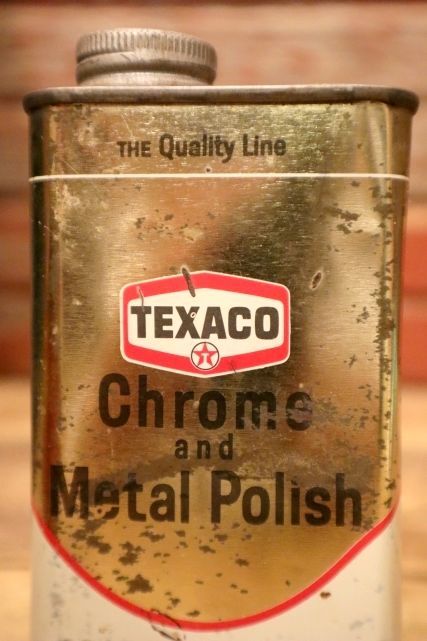 THE Quality Line
TEXACO
T
Chrome
and
Metal Polish